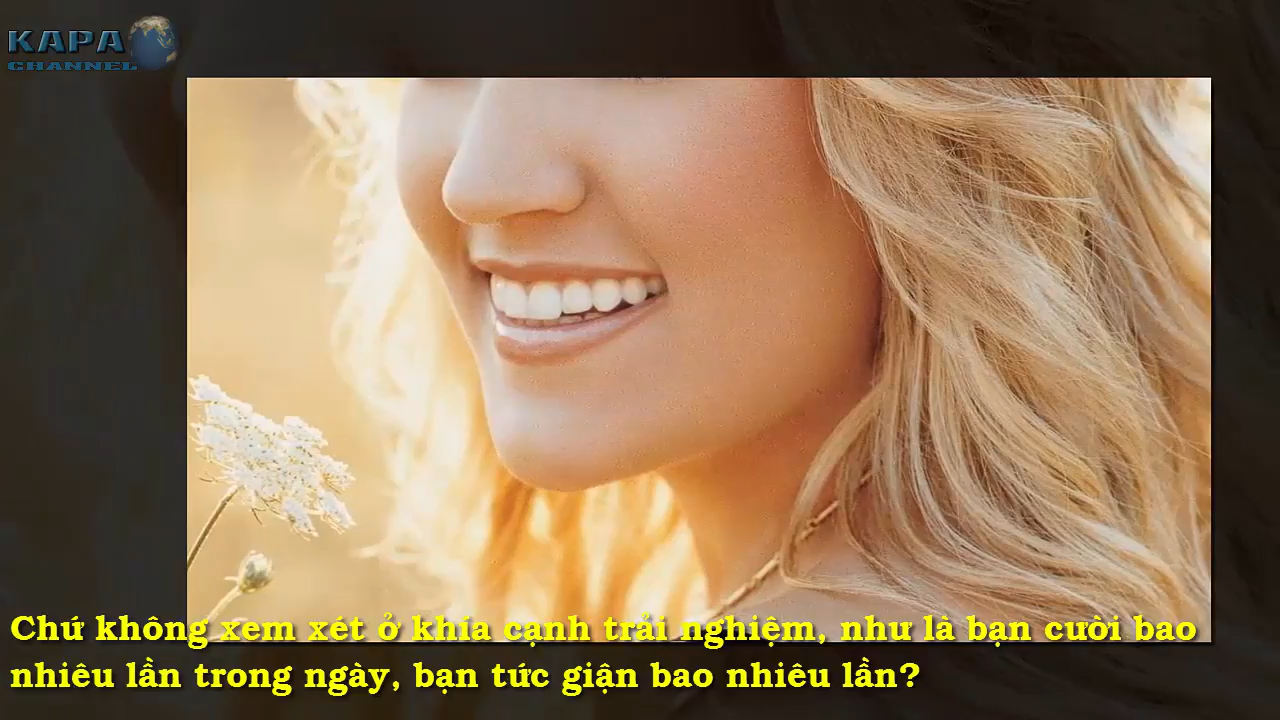 KAPA
CHANNEL
Chứ không xem xét ở khía cạnh trải nghiệm, như là bạn cười bao
nhiêu lần trong ngày, bạn tức giận bao nhiêu lần?